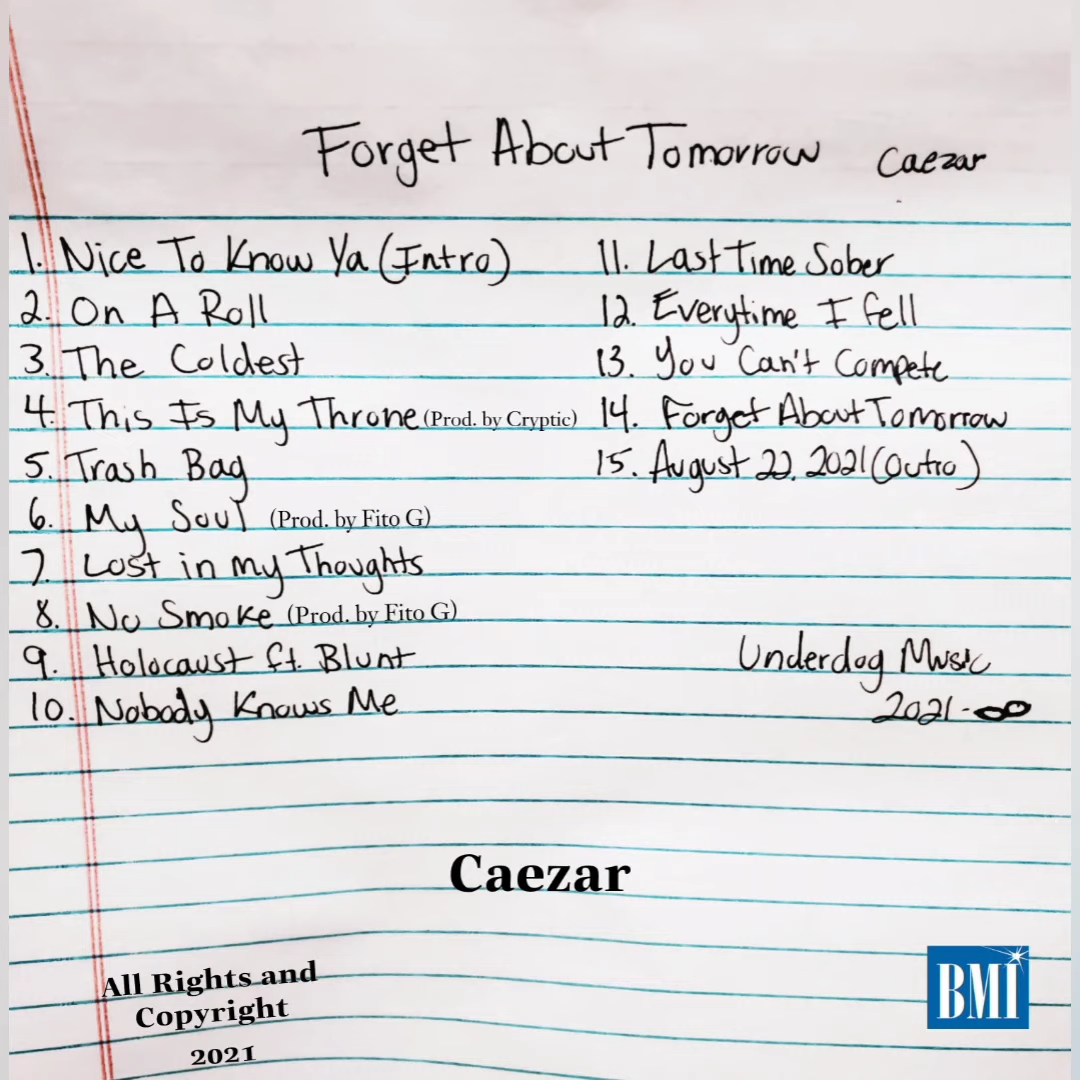 Forget About Tomorrow Caezar
1. Nice To Know Ya (Intro)
2. On A Roll
3. The Coldest
4. This Is My Throne (Prod. by Cryptic)
5. Trash Bag
6. My Soul (Prod. by Fito G)
7. Lost in my Thoughts
8. No Smoke (Prod. by Fito G)
9. Holocaust ft. Blunt
10. Nobody Knows Me
11. Last Time Sober
12. Everytime I fell
13. You Can't Compete
14. Forget About Tomorrow
15. August 22, 2021 (Outro)
Underdog Music
2021-∞
Caezar
All Rights and
Copyright
2021
BMI